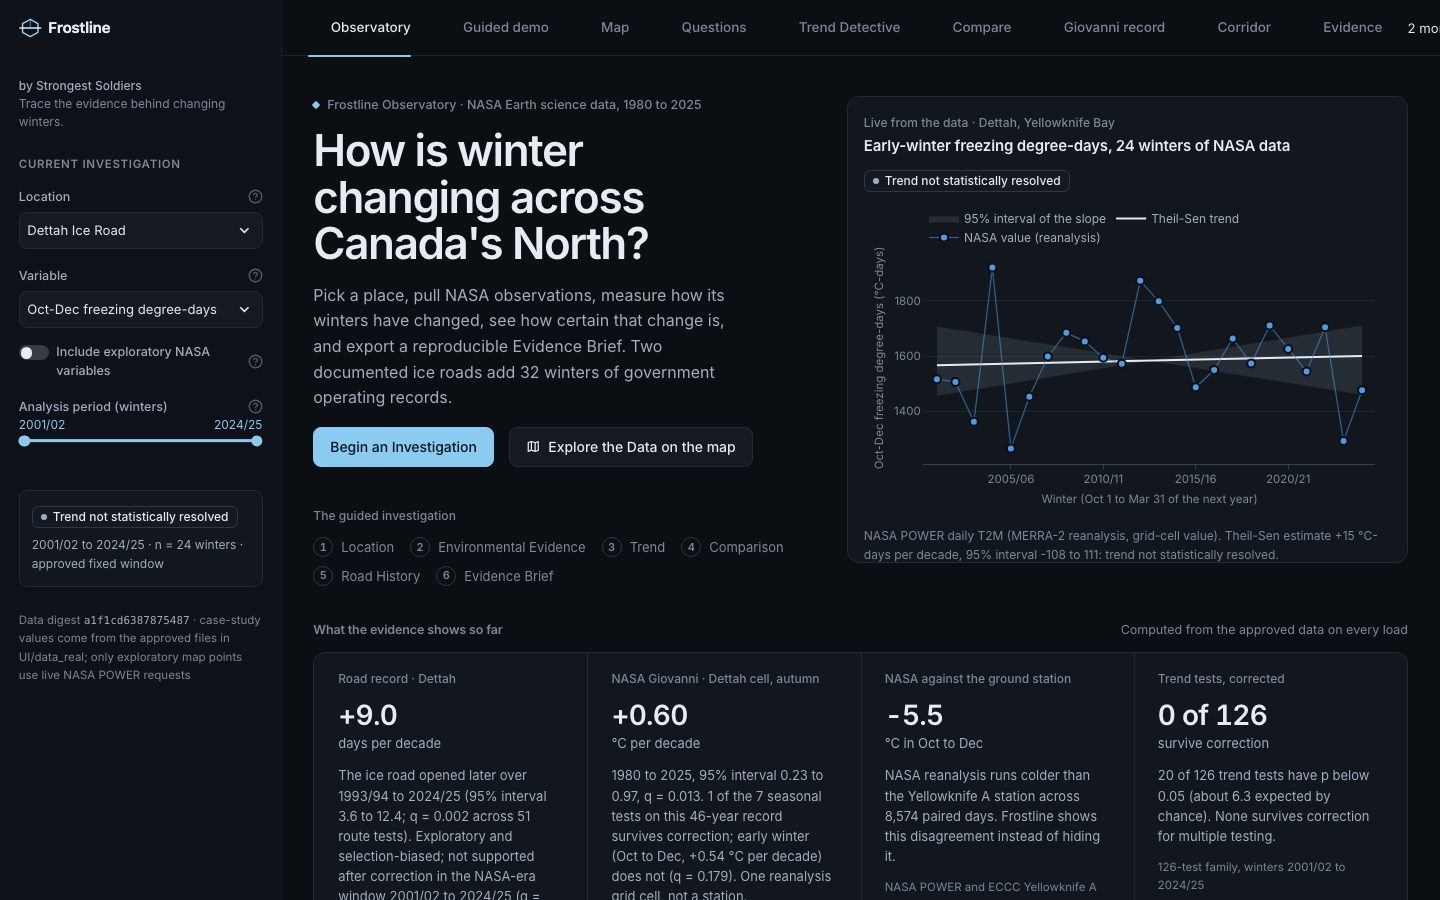 Frostline
Observatory
Guided demo
Map
Questions
Trend Detective
Compare
Giovanni record
Corridor
Evidence
by Strongest Soldiers
Trace the evidence behind changing
winters.
CURRENT INVESTIGATION
Location
Dettah Ice Road
Variable
Oct-Dec freezing degree-days
Include exploratory NASA
variables
Analysis period (winters)
2001/02 2024/25
Trend not statistically resolved
2001/02 to 2024/25 · n = 24 winters ·
approved fixed window
Data digest a1f1cd6387875487 · case-study
values come from the approved files in
UI/data_real; only exploratory map points
use live NASA POWER requests
Frostline Observatory · NASA Earth science data, 1980 to 2025
How is winter
changing across
Canada's North?
Pick a place, pull NASA observations, measure how its
winters have changed, see how certain that change is,
and export a reproducible Evidence Brief. Two
documented ice roads add 32 winters of government
operating records.
Begin an Investigation
Explore the Data on the map
The guided investigation
1 Location 2 Environmental Evidence 3 Trend 4 Comparison
5 Road History 6 Evidence Brief
Live from the data · Dettah, Yellowknife Bay
Early-winter freezing degree-days, 24 winters of NASA data
Trend not statistically resolved
95% interval of the slope Theil-Sen trend
NASA value (reanalysis)
Oct-Dec freezing degree-days (°C-days)
1800
1600
1400
2005/06 2010/11 2015/16 2020/21
Winter (Oct 1 to Mar 31 of the next year)
NASA POWER daily T2M (MERRA-2 reanalysis, grid-cell value). Theil-Sen estimate +15 °C-
days per decade, 95% interval -108 to 111: trend not statistically resolved.
What the evidence shows so far
Computed from the approved data on every load
Road record · Dettah
+9.0
days per decade
The ice road opened later over
1993/94 to 2024/25 (95% interval
3.6 to 12.4; q = 0.002 across 51
route tests). Exploratory and
selection-biased; not supported
after correction in the NASA-era
window 2001/02 to 2024/25 (q =
NASA Giovanni · Dettah cell, autumn
+0.60
°C per decade
1980 to 2025, 95% interval 0.23 to
0.97, q = 0.013. 1 of the 7 seasonal
tests on this 46-year record
survives correction; early winter
(Oct to Dec, +0.54 °C per decade)
does not (q = 0.179). One reanalysis
grid cell, not a station.
NASA against the ground station
-5.5
°C in Oct to Dec
NASA reanalysis runs colder than
the Yellowknife A station across
8,574 paired days. Frostline shows
this disagreement instead of hiding
it.
NASA POWER and ECCC Yellowknife A
Trend tests, corrected
0 of 126
survive correction
20 of 126 trend tests have p below
0.05 (about 6.3 expected by
chance). None survives correction
for multiple testing.
126-test family, winters 2001/02 to
2024/25